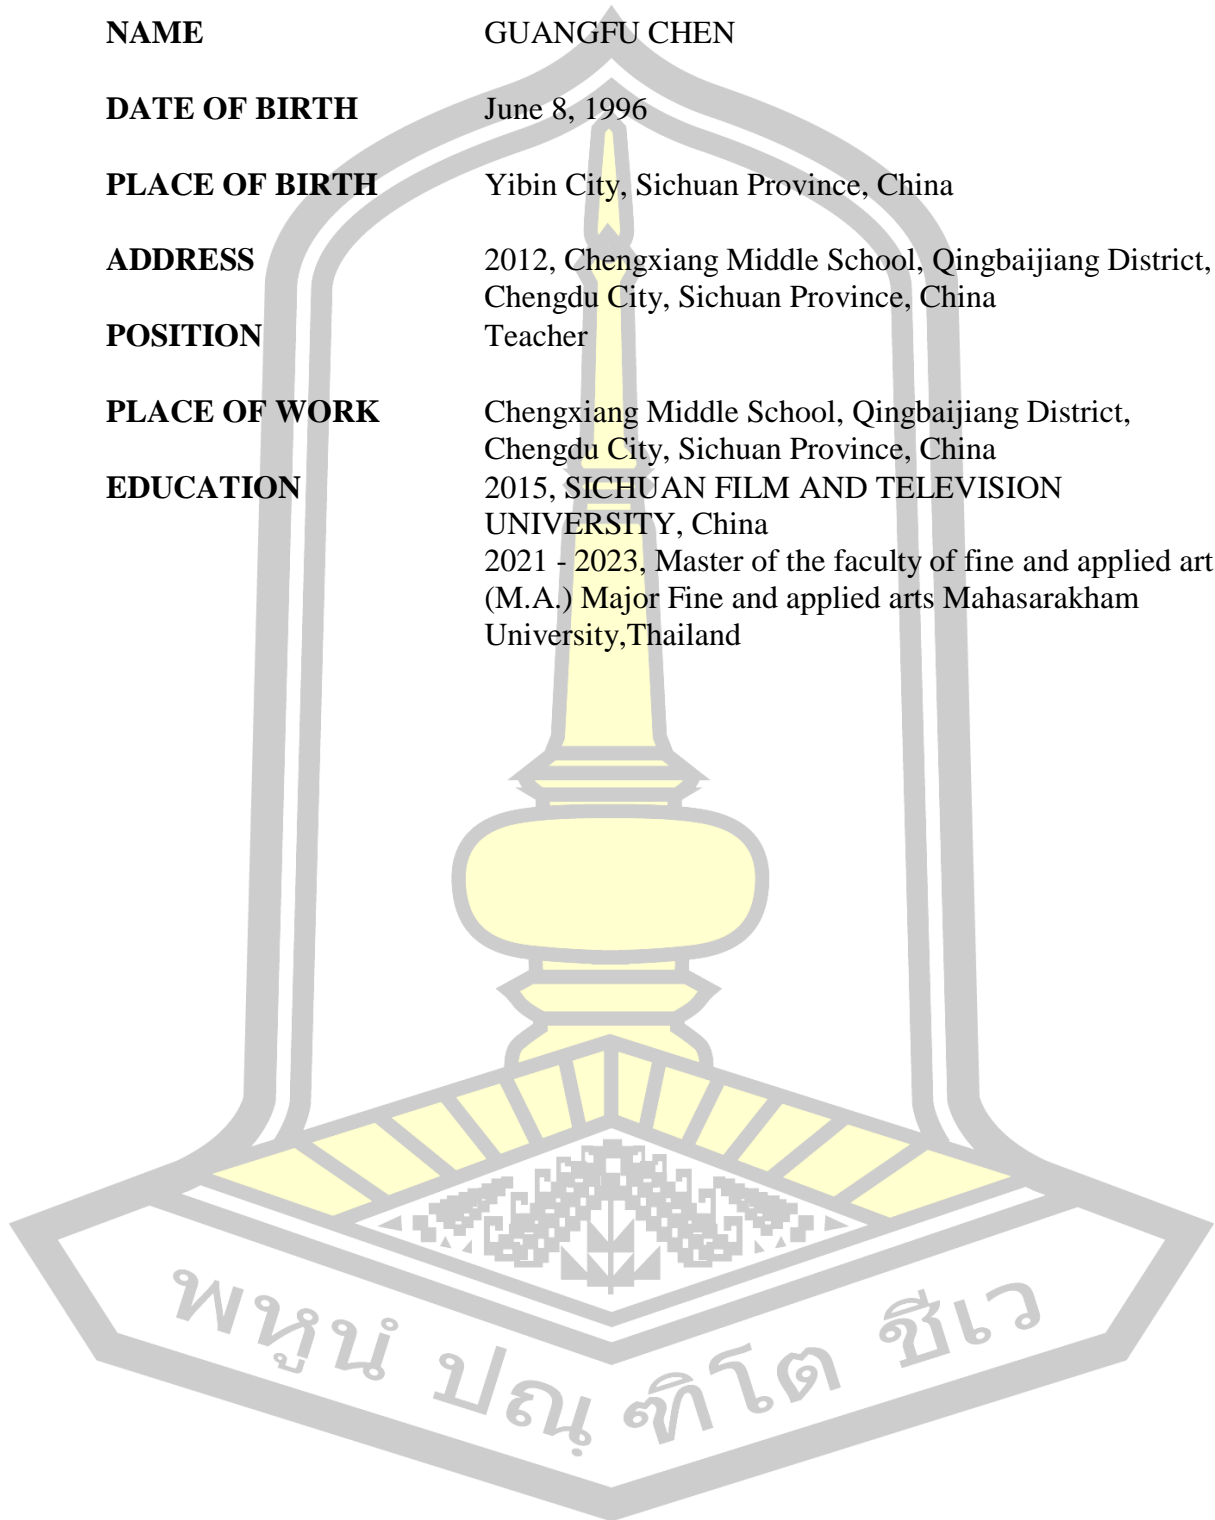 NAME GUANGFU CHEN
DATE OF BIRTH June 8, 1996
PLACE OF BIRTH Yibin City, Sichuan Province, China
ADDRESS 2012, Chengxiang Middle School, Qingbaijiang District,
Chengdu City, Sichuan Province, China
POSITION Teacher
PLACE OF WORK Chengxiang Middle School, Qingbaijiang District,
Chengdu City, Sichuan Province, China
EDUCATION 2015, SICHUAN FILM AND TELEVISION
UNIVERSITY, China
2021 - 2023, Master of the faculty of fine and applied art
(M.A.) Major Fine and applied arts Mahasarakham
University,Thailand
พหูนํ ปณฺ ฑิโต ชีเว